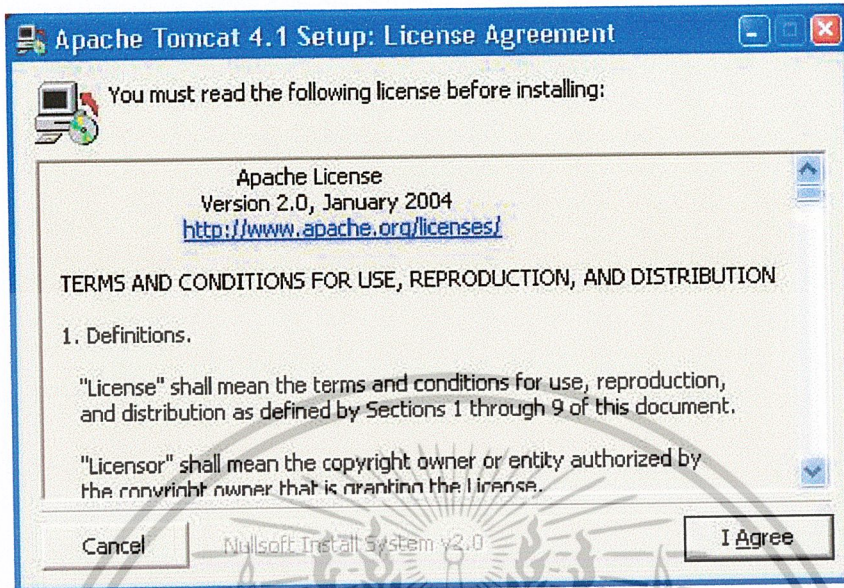 Apache Tomcat 4.1 Setup: License Agreement
You must read the following license before installing:
Apache License
Version 2.0, January 2004
http://www.apache.org/licenses/
TERMS AND CONDITIONS FOR USE, REPRODUCTION, AND DISTRIBUTION
1. Definitions.
"License" shall mean the terms and conditions for use, reproduction,
and distribution as defined by Sections 1 through 9 of this document.
"Licensor" shall mean the copyright owner or entity authorized by
the copyright owner that is granting the License.
Cancel
Nullsoft Install System v2.0
I Agree